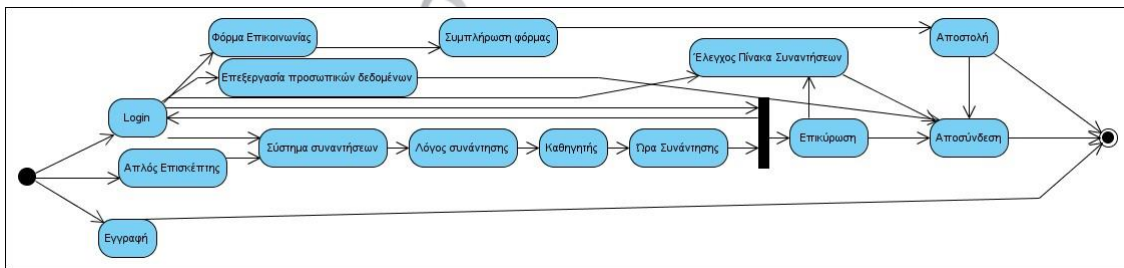 Φόρμα Επικοινωνίας
Συμπλήρωση φόρμας
Αποστολή
Έλεγχος Πίνακα Συναντήσεων
Επεξεργασία προσωπικών δεδομένων
Login
Σύστημα συναντήσεων
Λόγος συνάντησης
Καθηγητής
Ώρα Συνάντησης
Επικύρωση
Αποσύνδεση
Απλός Επισκέπτης
Εγγραφή